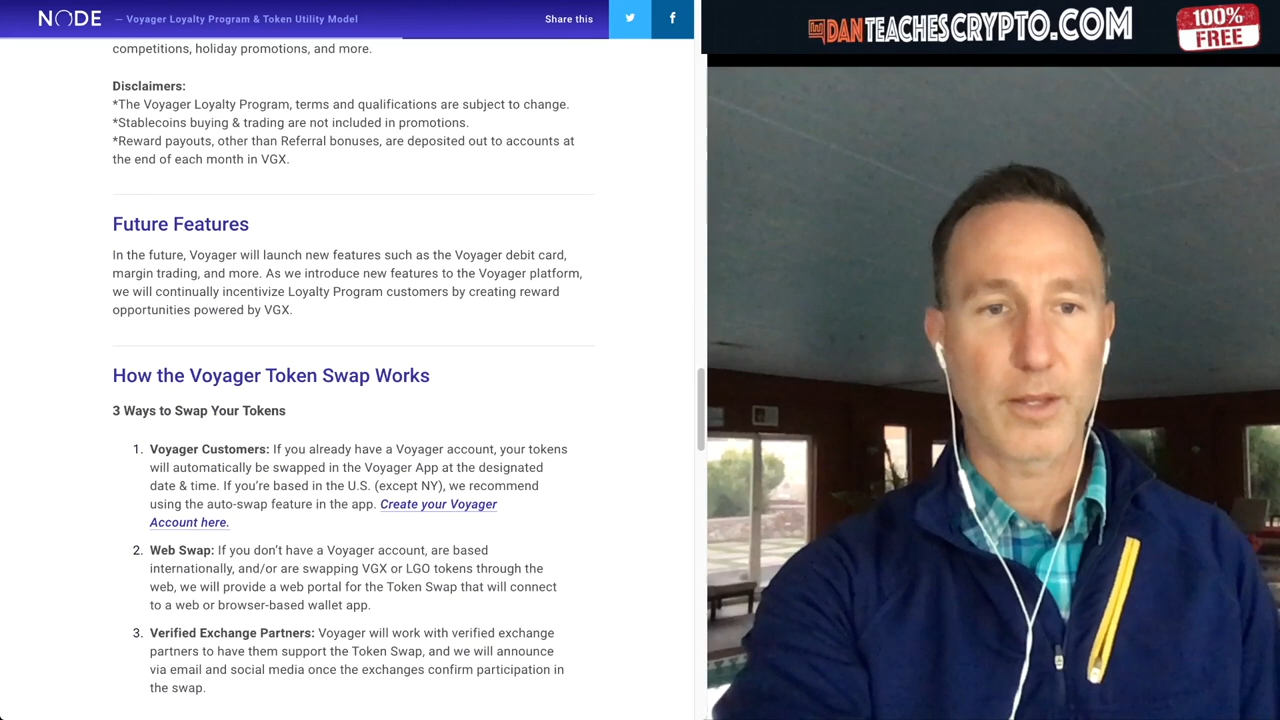 NODE — Voyager Loyalty Program & Token Utility Model Share this
DANTEACHESCRYPTO.COM
100%
FREE
competitions, holiday promotions, and more.
Disclaimers:
*The Voyager Loyalty Program, terms and qualifications are subject to change.
*Stablecoins buying & trading are not included in promotions.
*Reward payouts, other than Referral bonuses, are deposited out to accounts at
the end of each month in VGX.
Future Features
In the future, Voyager will launch new features such as the Voyager debit card,
margin trading, and more. As we introduce new features to the Voyager platform,
we will continually incentivize Loyalty Program customers by creating reward
opportunities powered by VGX.
How the Voyager Token Swap Works
3 Ways to Swap Your Tokens
1. Voyager Customers: If you already have a Voyager account, your tokens
will automatically be swapped in the Voyager App at the designated
date & time. If you’re based in the U.S. (except NY), we recommend
using the auto-swap feature in the app. Create your Voyager
Account here.
2. Web Swap: If you don’t have a Voyager account, are based
internationally, and/or are swapping VGX or LGO tokens through the
web, we will provide a web portal for the Token Swap that will connect
to a web or browser-based wallet app.
3. Verified Exchange Partners: Voyager will work with verified exchange
partners to have them support the Token Swap, and we will announce
via email and social media once the exchanges confirm participation in
the swap.